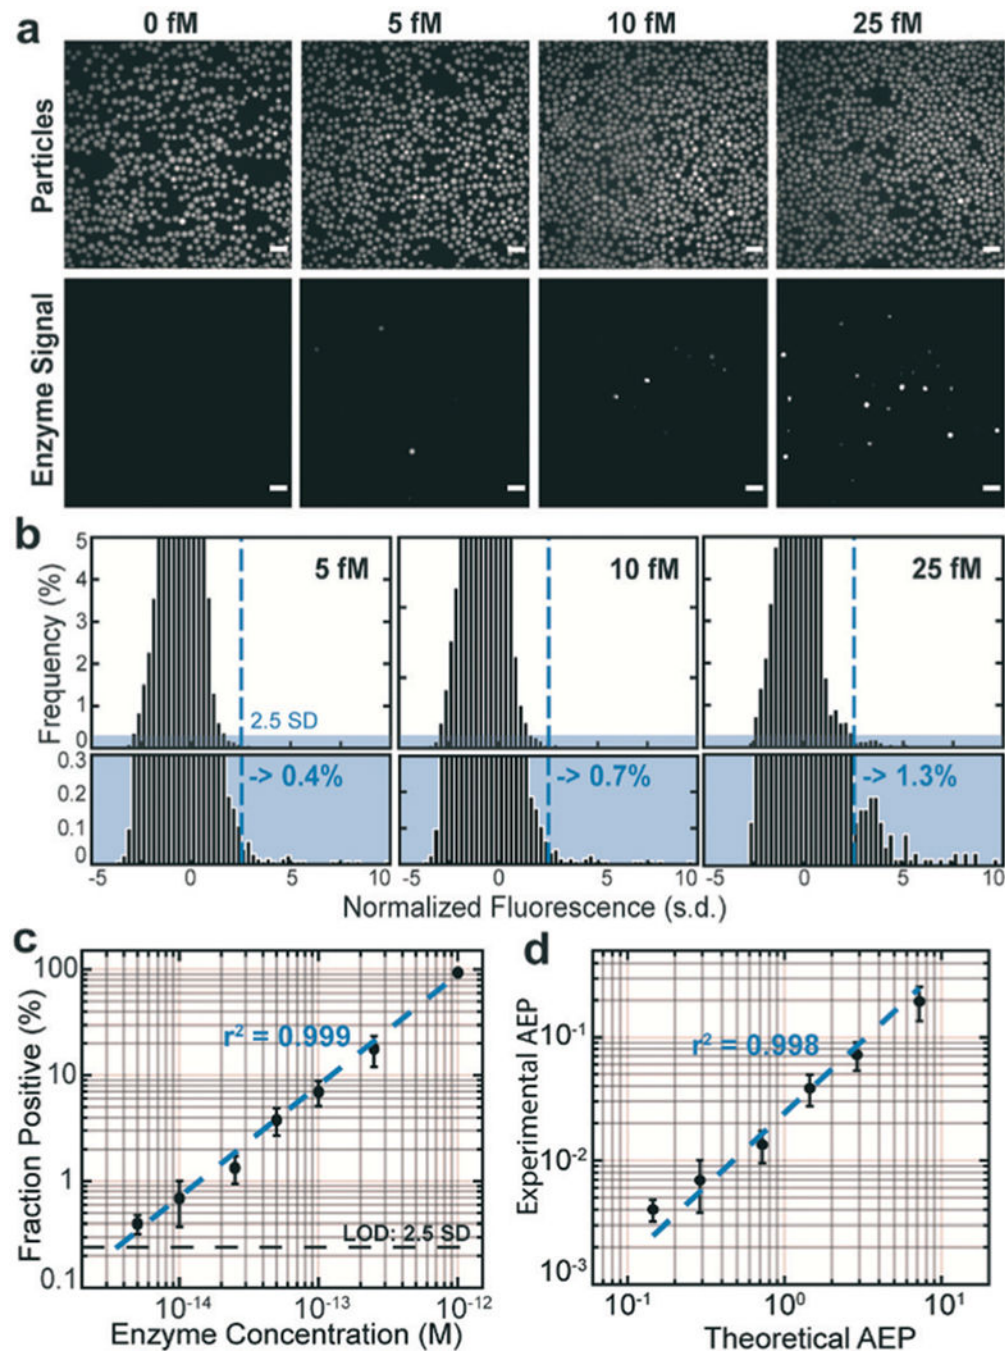 a
0 fM 5 fM 10 fM 25 fM
Particles
Enzyme Signal
b
Frequency (%)
5
4
3
2
1
0
5 fM
10 fM
25 fM
2.5 SD
0.3
0.2
0.1
0
-> 0.4%
-> 0.7%
-> 1.3%
-5 0 5 10
-5 0 5 10
-5 0 5 10
Normalized Fluorescence (s.d.)
c
Fraction Positive (%)
100
10
1
0.1
r² = 0.999
LOD: 2.5 SD
10⁻¹⁴ 10⁻¹³ 10⁻¹²
Enzyme Concentration (M)
d
Experimental AEP
10⁻¹
10⁻²
10⁻³
r² = 0.998
10⁻¹ 10⁰ 10¹
Theoretical AEP